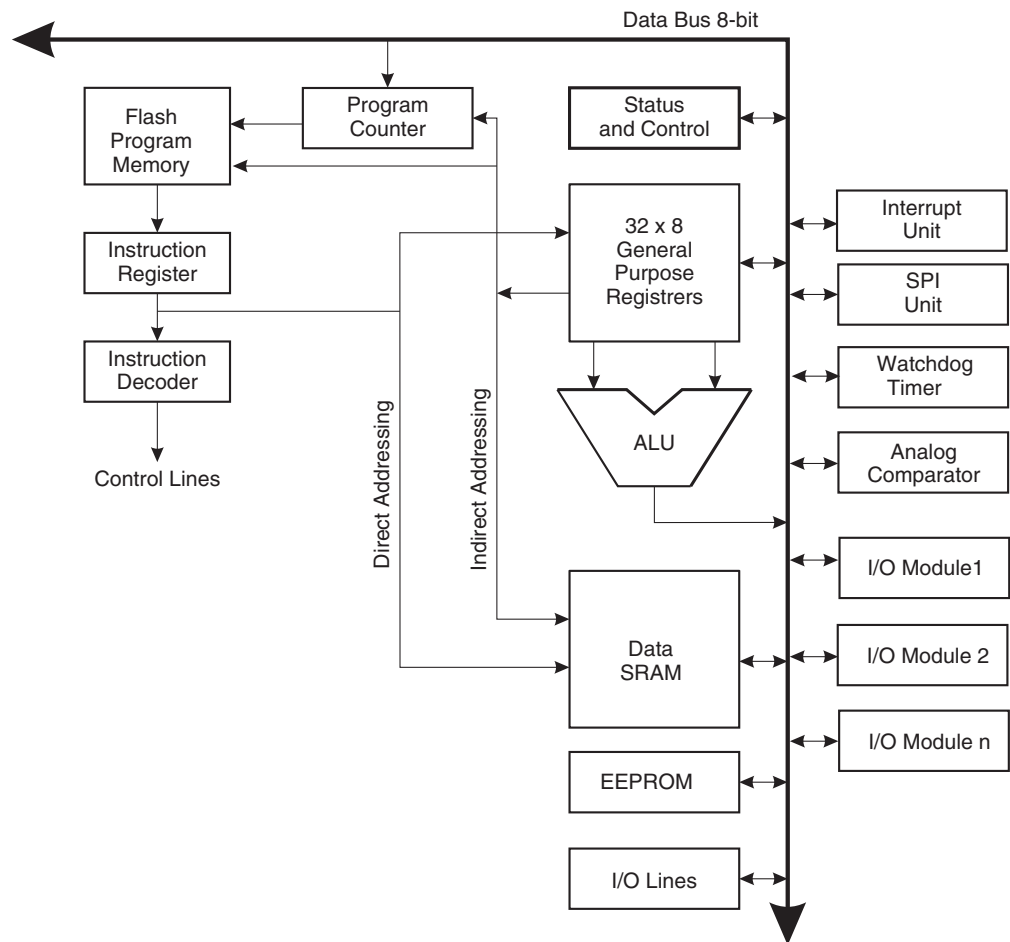 Data Bus 8-bit
Flash
Program
Memory
Program
Counter
Status
and Control
Instruction
Register
32 x 8
General
Purpose
Registrers
Interrupt
Unit
SPI
Unit
Instruction
Decoder
Watchdog
Timer
Control Lines
Direct Addressing
Indirect Addressing
ALU
Analog
Comparator
I/O Module1
Data
SRAM
I/O Module 2
I/O Module n
EEPROM
I/O Lines